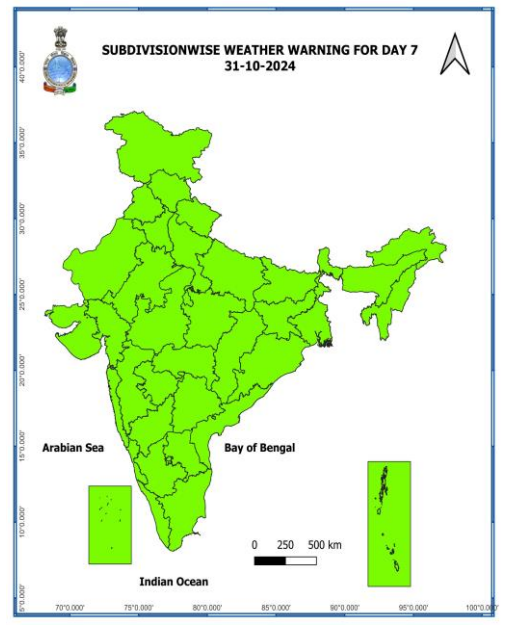 SUBDIVISIONWISE WEATHER WARNING FOR DAY 7
31-10-2024
40°0.000'
35°0.000'
30°0.000'
25°0.000'
20°0.000'
15°0.000'
10°0.000'
5°0.000'
Arabian Sea
Bay of Bengal
0 250 500 km
Indian Ocean
70°0.000' 75°0.000' 80°0.000' 85°0.000' 90°0.000' 95°0.000' 100°0.000'